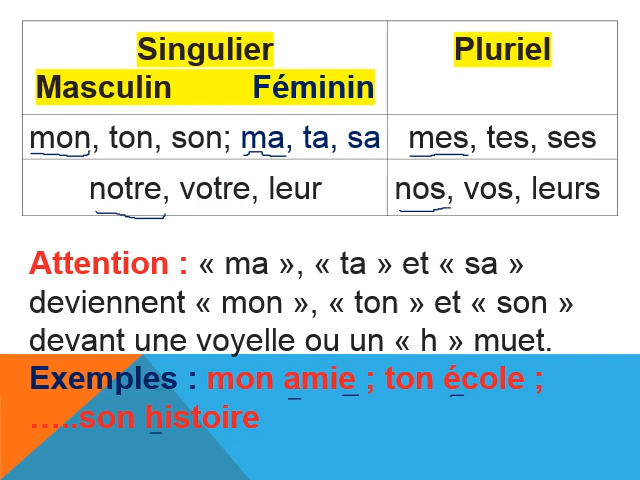 Singulier Pluriel
Masculin Féminin
mon, ton, son; ma, ta, sa mes, tes, ses
notre, votre, leur nos, vos, leurs
Attention : « ma », « ta » et « sa »
deviennent « mon », « ton » et « son »
devant une voyelle ou un « h » muet.
Exemples : mon amie ; ton école ;
…...son histoire